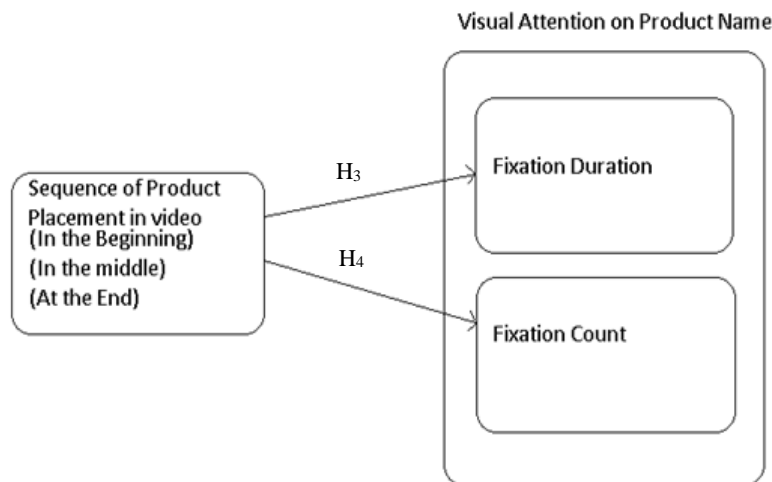 Visual Attention on Product Name
Sequence of Product
Placement in video
(In the Beginning)
(In the middle)
(At the End)
H₃
H₄
Fixation Duration
Fixation Count